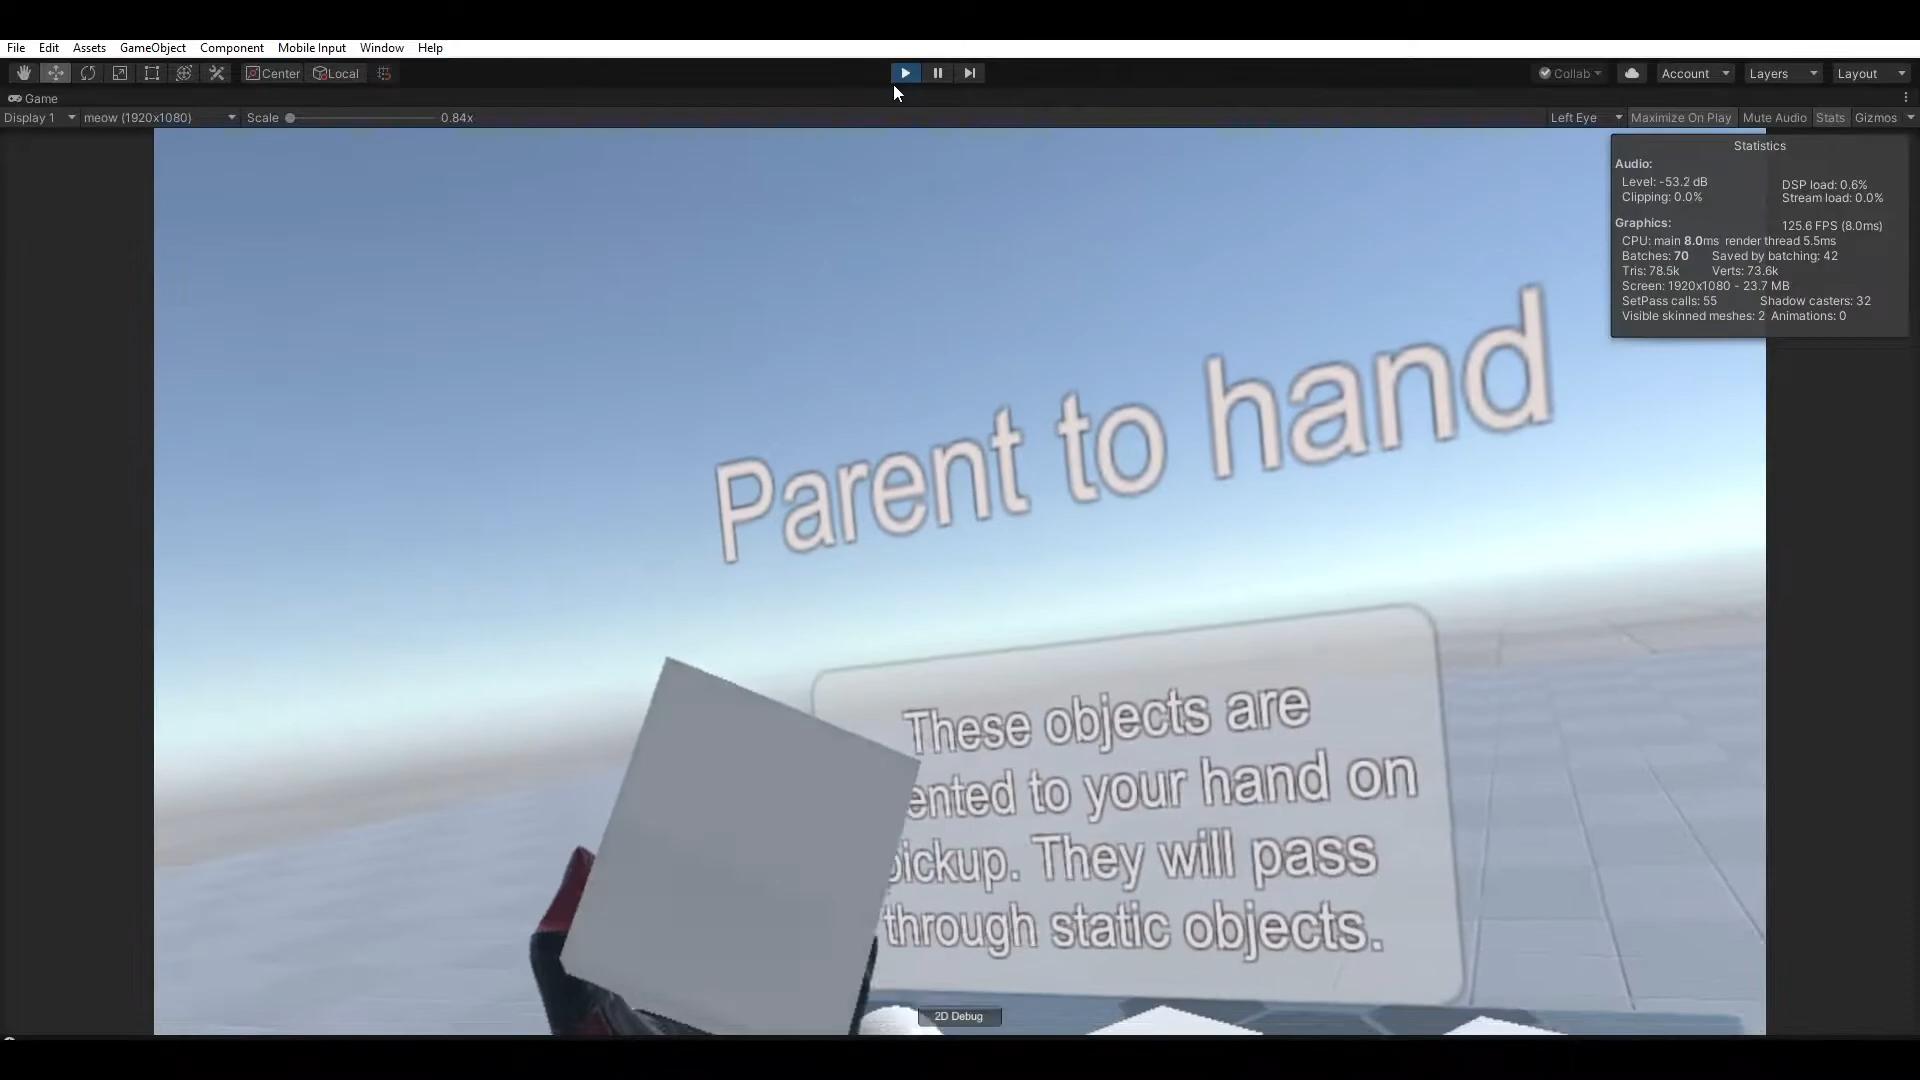 File Edit Assets GameObject Component Mobile Input Window Help
Center Local Collab Account Layers Layout
Game
Display 1 meow (1920x1080) Scale 0.84x Left Eye Maximize On Play Mute Audio Stats Gizmos
Statistics
Audio:
Level: -53.2 dB DSP load: 0.6%
Clipping: 0.0% Stream load: 0.0%
Graphics: 125.6 FPS (8.0ms)
CPU: main 8.0ms render thread 5.5ms
Batches: 70 Saved by batching: 42
Tris: 78.5k Verts: 73.6k
Screen: 1920x1080 - 23.7 MB
SetPass calls: 55 Shadow casters: 32
Visible skinned meshes: 2 Animations: 0
Parent to hand
These objects are
ented to your hand on
pickup. They will pass
through static objects.
2D Debug